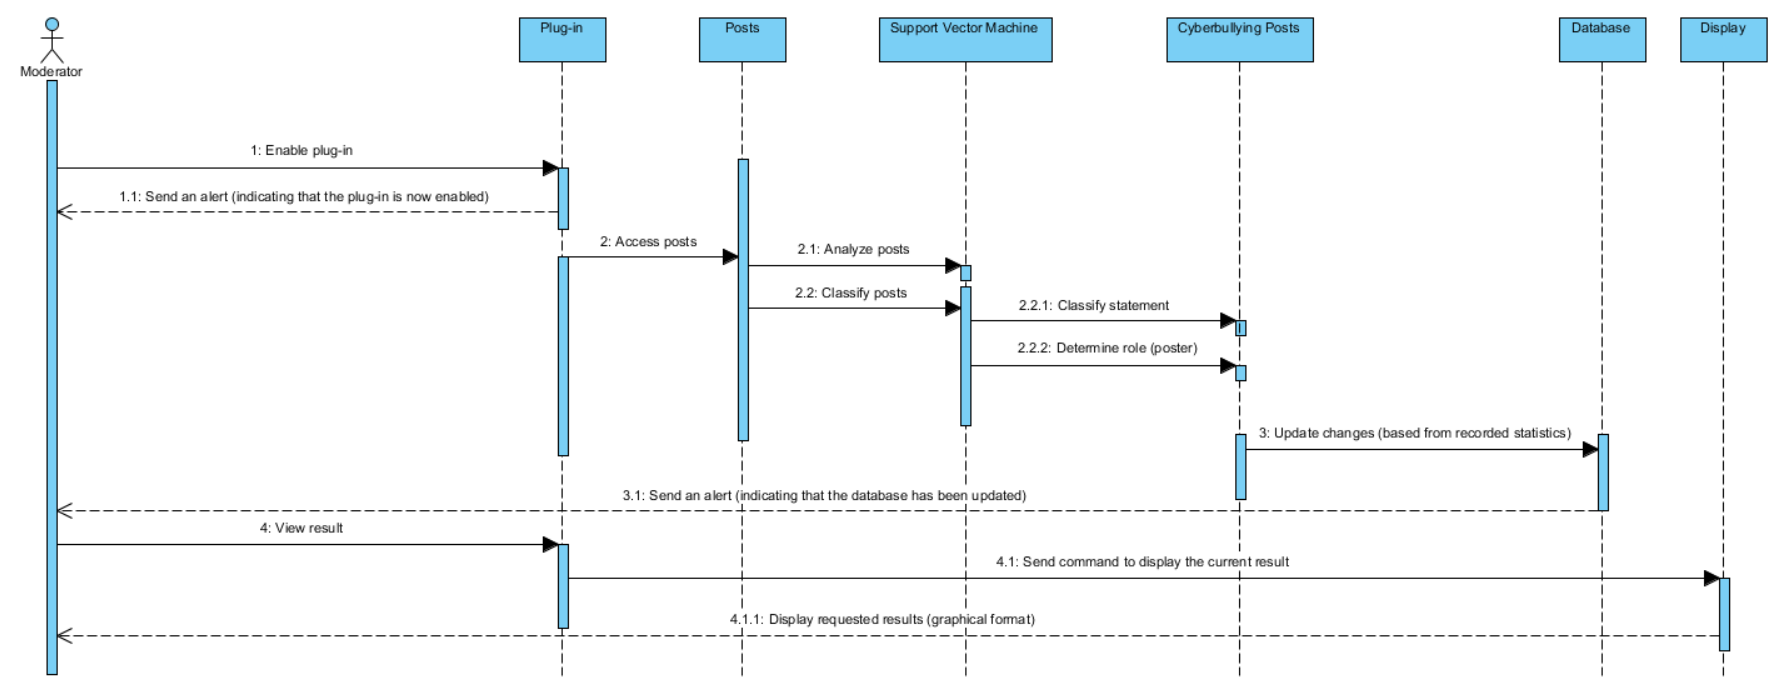 Plug-in
Posts
Support Vector Machine
Cyberbullying Posts
Database
Display
Moderator
1: Enable plug-in
1.1: Send an alert (indicating that the plug-in is now enabled)
2: Access posts
2.1: Analyze posts
2.2: Classify posts
2.2.1: Classify statement
2.2.2: Determine role (poster)
3: Update changes (based from recorded statistics)
3.1: Send an alert (indicating that the database has been updated)
4: View result
4.1: Send command to display the current result
4.1.1: Display requested results (graphical format)